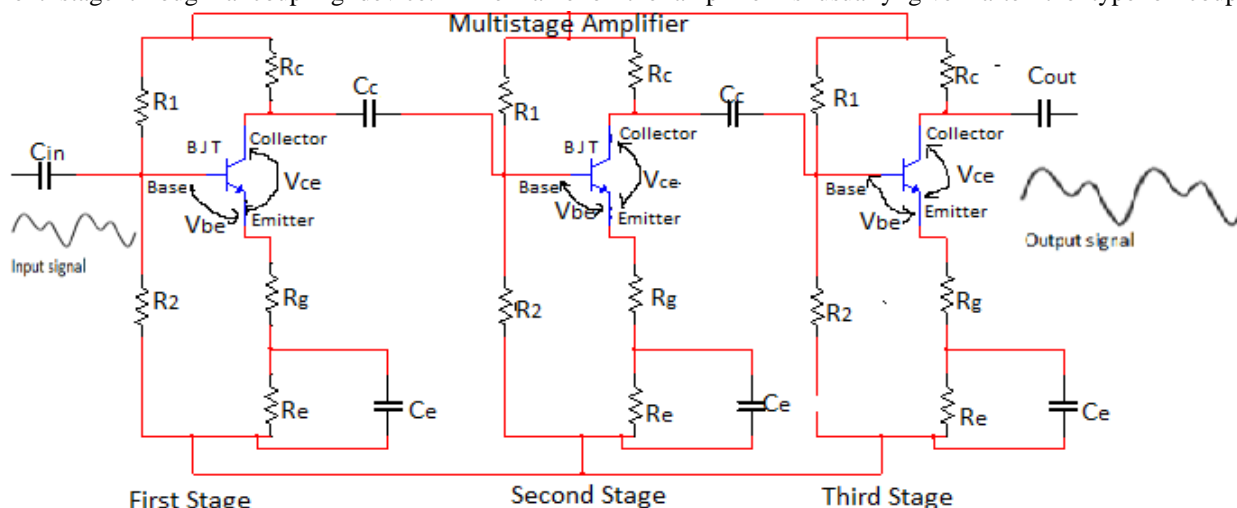 Multistage Amplifier
Rc
Rc
Rc
Cout
R1
Cc
R1
Cc
R1
Cin
BJT
Collector
BJT
Collector
Collector
Base
Vce
Base
Vce
Base
Vce
Vbe
Emitter
Vbe
Emitter
Vbe
Emitter
Input signal
Output signal
R2
Rg
R2
Rg
R2
Rg
Re
Ce
Re
Ce
Re
Ce
First Stage
Second Stage
Third Stage